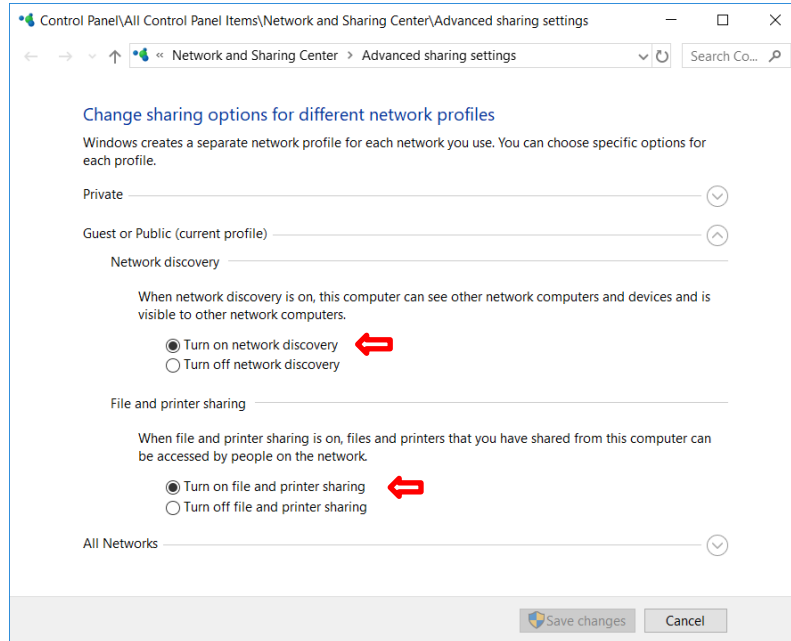 Control Panel\All Control Panel Items\Network and Sharing Center\Advanced sharing settings
« Network and Sharing Center > Advanced sharing settings
Search Co...
Change sharing options for different network profiles
Windows creates a separate network profile for each network you use. You can choose specific options for
each profile.
Private
Guest or Public (current profile)
Network discovery
When network discovery is on, this computer can see other network computers and devices and is
visible to other network computers.
Turn on network discovery
Turn off network discovery
File and printer sharing
When file and printer sharing is on, files and printers that you have shared from this computer can
be accessed by people on the network.
Turn on file and printer sharing
Turn off file and printer sharing
All Networks
Save changes
Cancel